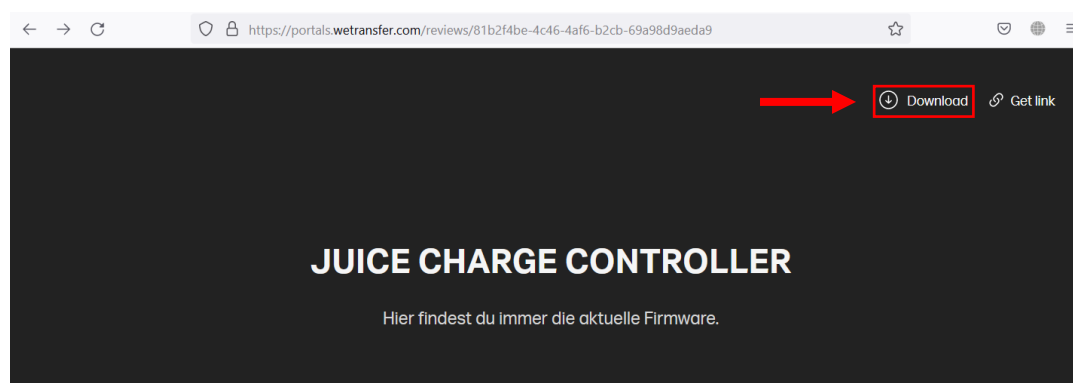 https://portals.wetransfer.com/reviews/81b2f4be-4c46-4af6-b2cb-69a98d9aeda9
Download Get link
JUICE CHARGE CONTROLLER
Hier findest du immer die aktuelle Firmware.